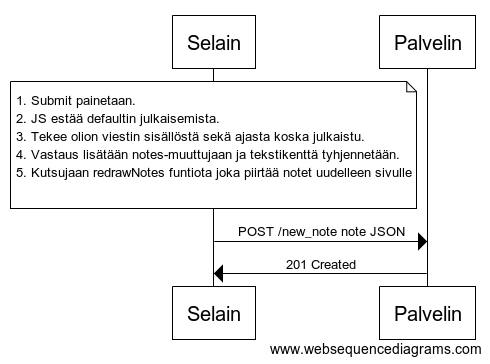 Selain Palvelin
1. Submit painetaan.
2. JS estää defaultin julkaisemista.
3. Tekee olion viestin sisällöstä sekä ajasta koska julkaistu.
4. Vastaus lisätään notes-muuttujaan ja tekstikenttä tyhjennetään.
5. Kutsujaan redrawNotes funtiota joka piirtää notet uudelleen sivulle
POST /new_note note JSON
201 Created
Selain Palvelin
www.websequencediagrams.com